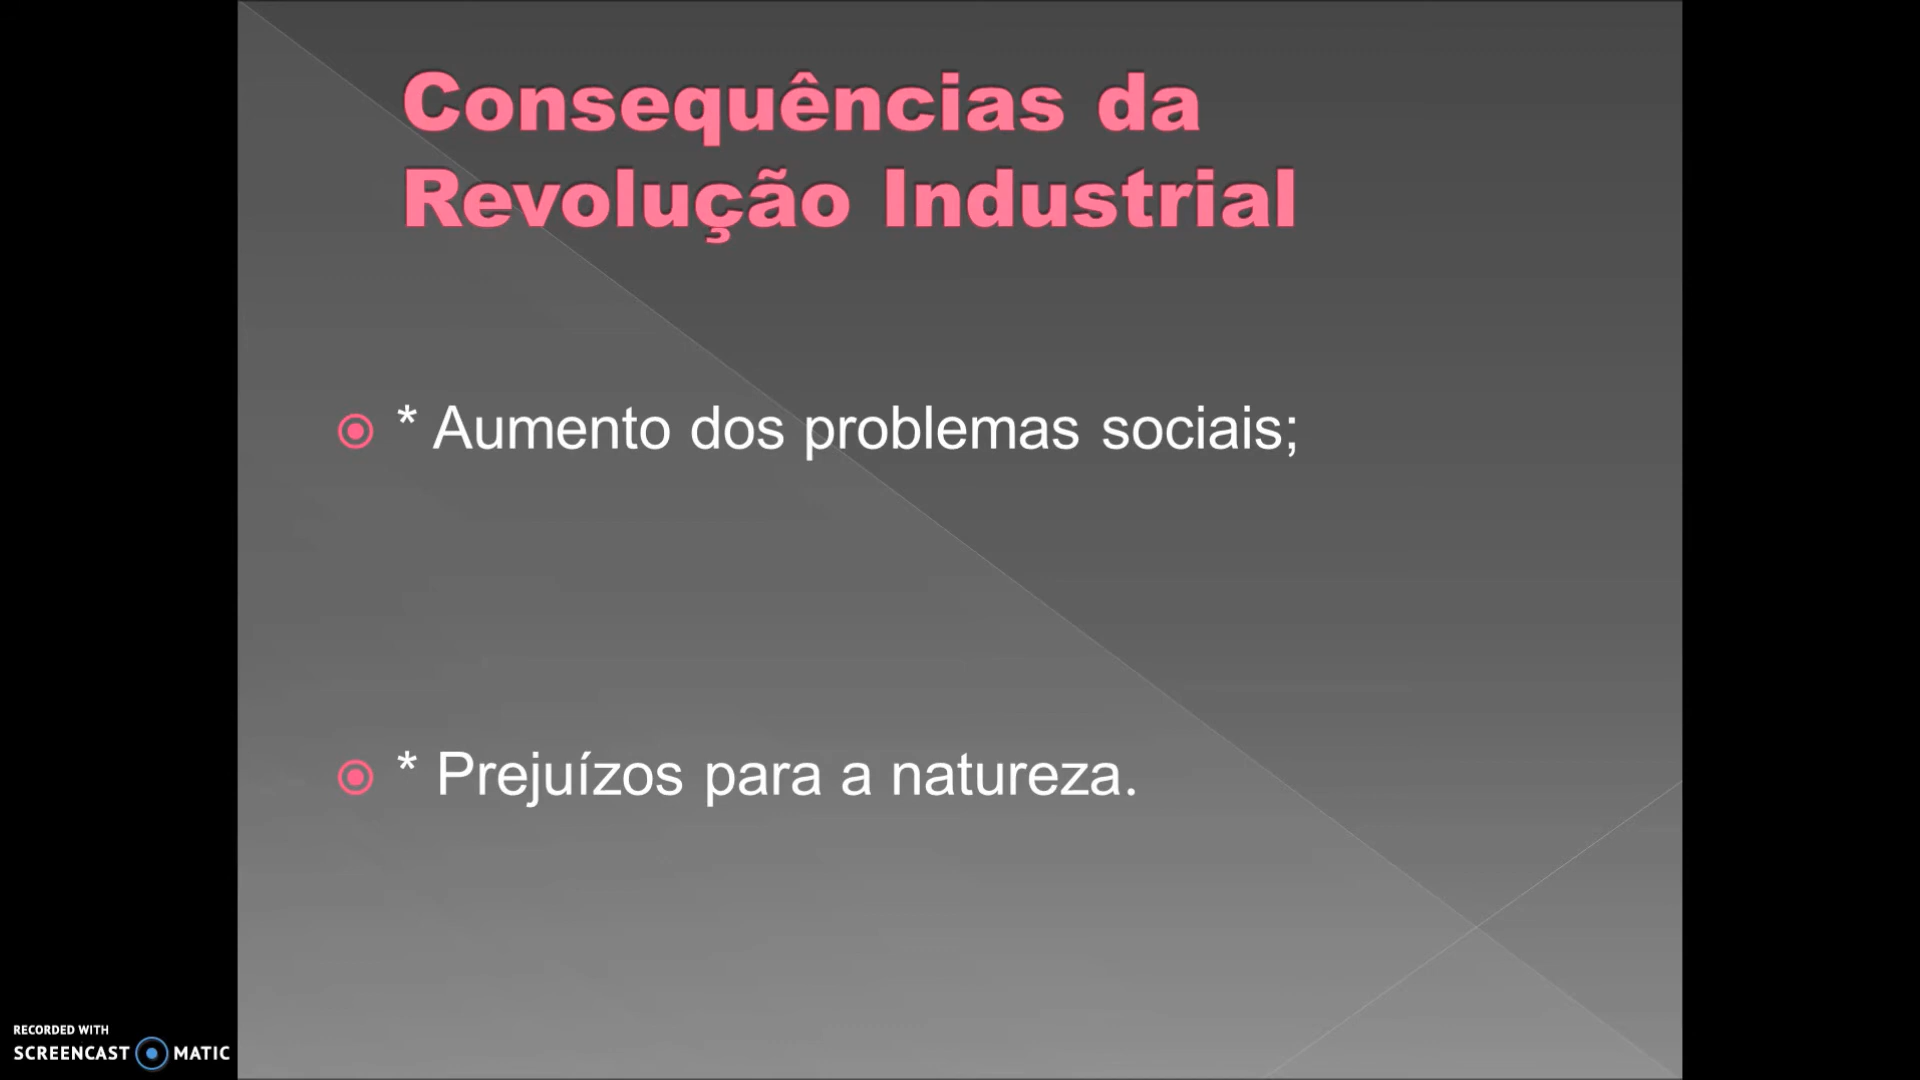 Consequências da
Revolução Industrial
* Aumento dos problemas sociais;
* Prejuízos para a natureza.
RECORDED WITH
SCREENCAST MATIC